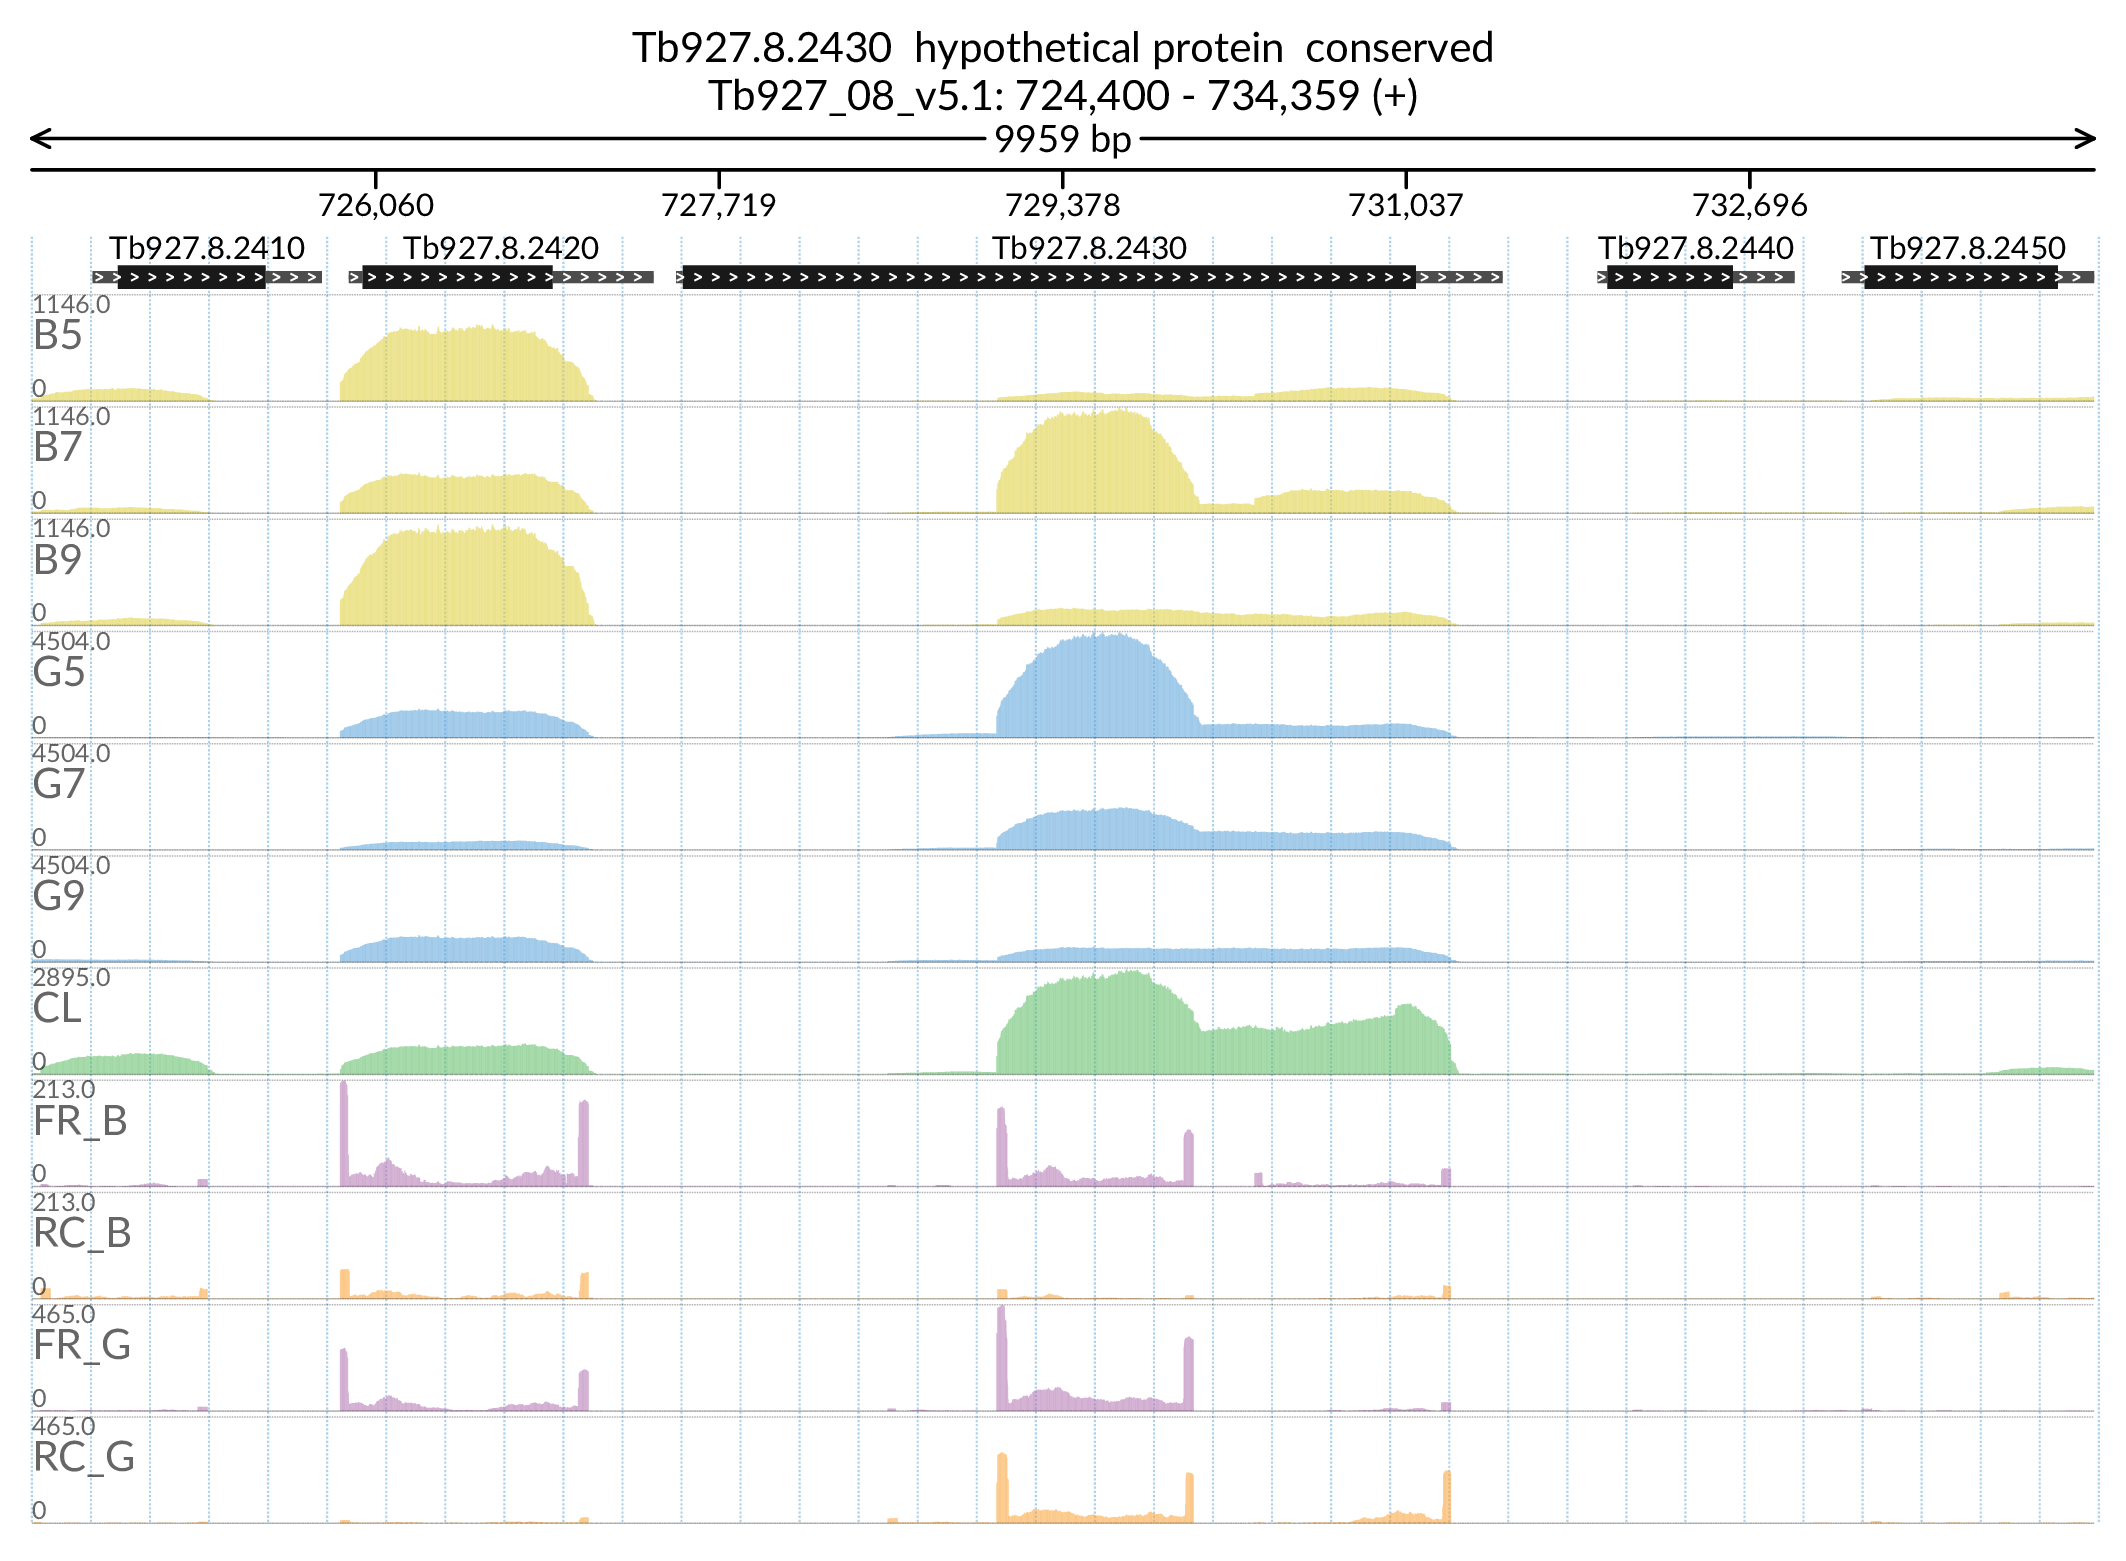 Tb927.8.2430 hypothetical protein conserved
Tb927_08_v5.1: 724,400 - 734,359 (+)
9959 bp
726,060 727,719 729,378 731,037 732,696
Tb927.8.2410 Tb927.8.2420 Tb927.8.2430 Tb927.8.2440 Tb927.8.2450
1146.0
B5
0
1146.0
B7
0
1146.0
B9
0
4504.0
G5
0
4504.0
G7
0
4504.0
G9
0
2895.0
CL
0
213.0
FR_B
0
213.0
RC_B
0
465.0
FR_G
0
465.0
RC_G
0